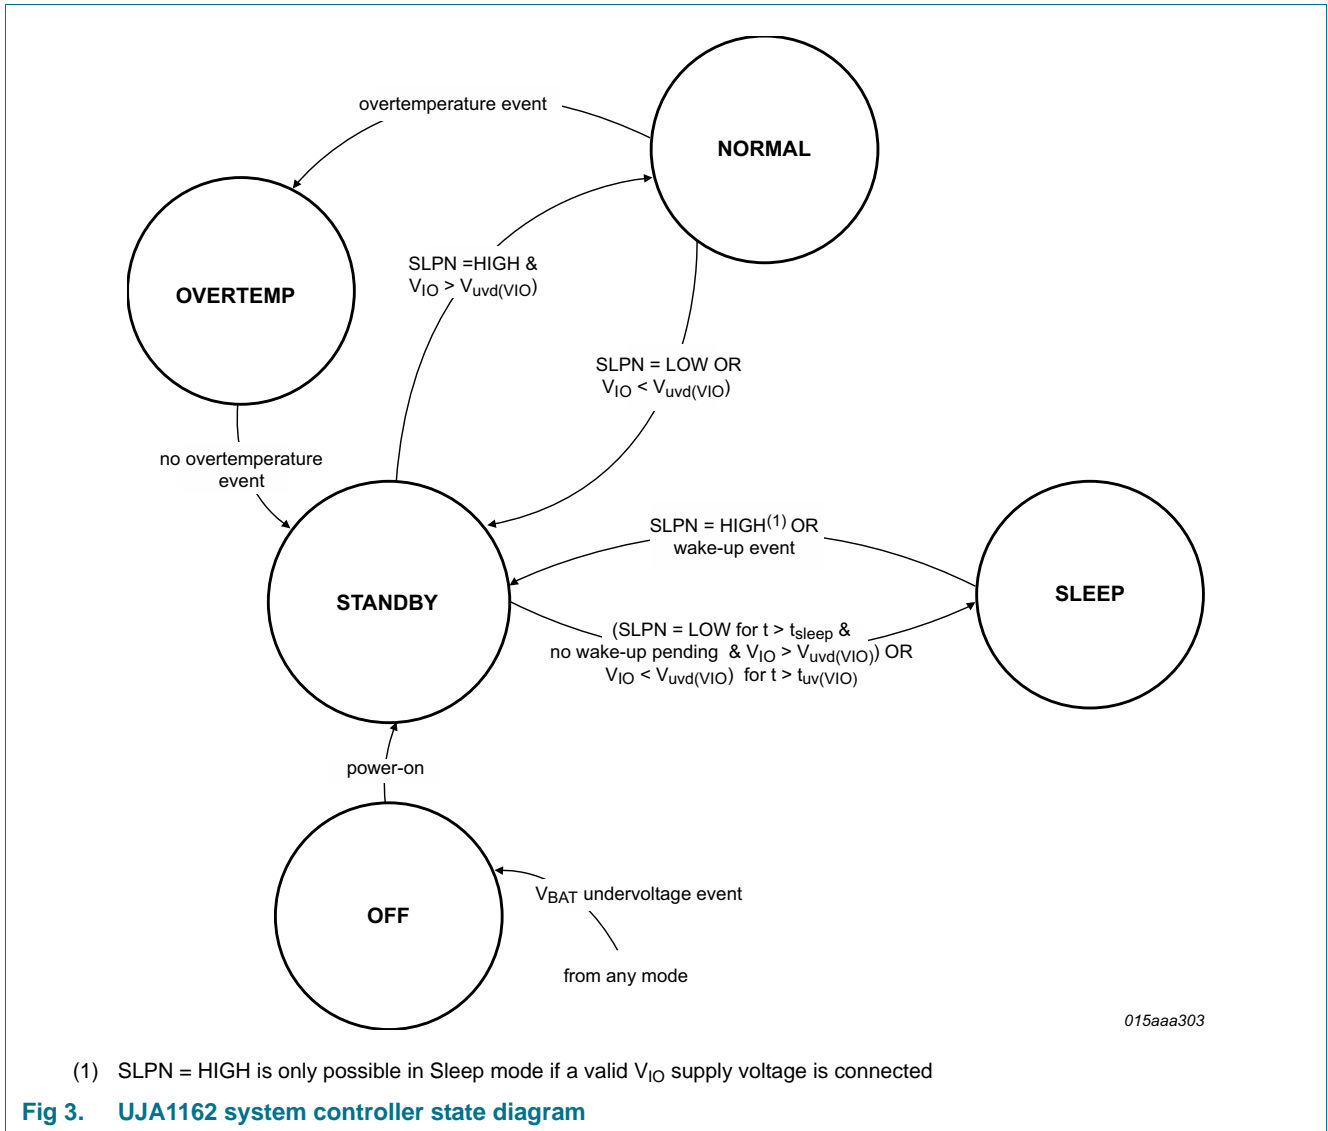 overtemperature event
NORMAL
SLPN =HIGH &
VIO > Vuvd(VIO)
OVERTEMP
SLPN = LOW OR
VIO < Vuvd(VIO)
no overtemperature
event
SLPN = HIGH(1) OR
wake-up event
STANDBY
SLEEP
(SLPN = LOW for t > tsleep &
no wake-up pending & VIO > Vuvd(VIO)) OR
VIO < Vuvd(VIO) for t > tuv(VIO)
power-on
VBAT undervoltage event
OFF
from any mode
015aaa303
(1) SLPN = HIGH is only possible in Sleep mode if a valid VIO supply voltage is connected
Fig 3. UJA1162 system controller state diagram